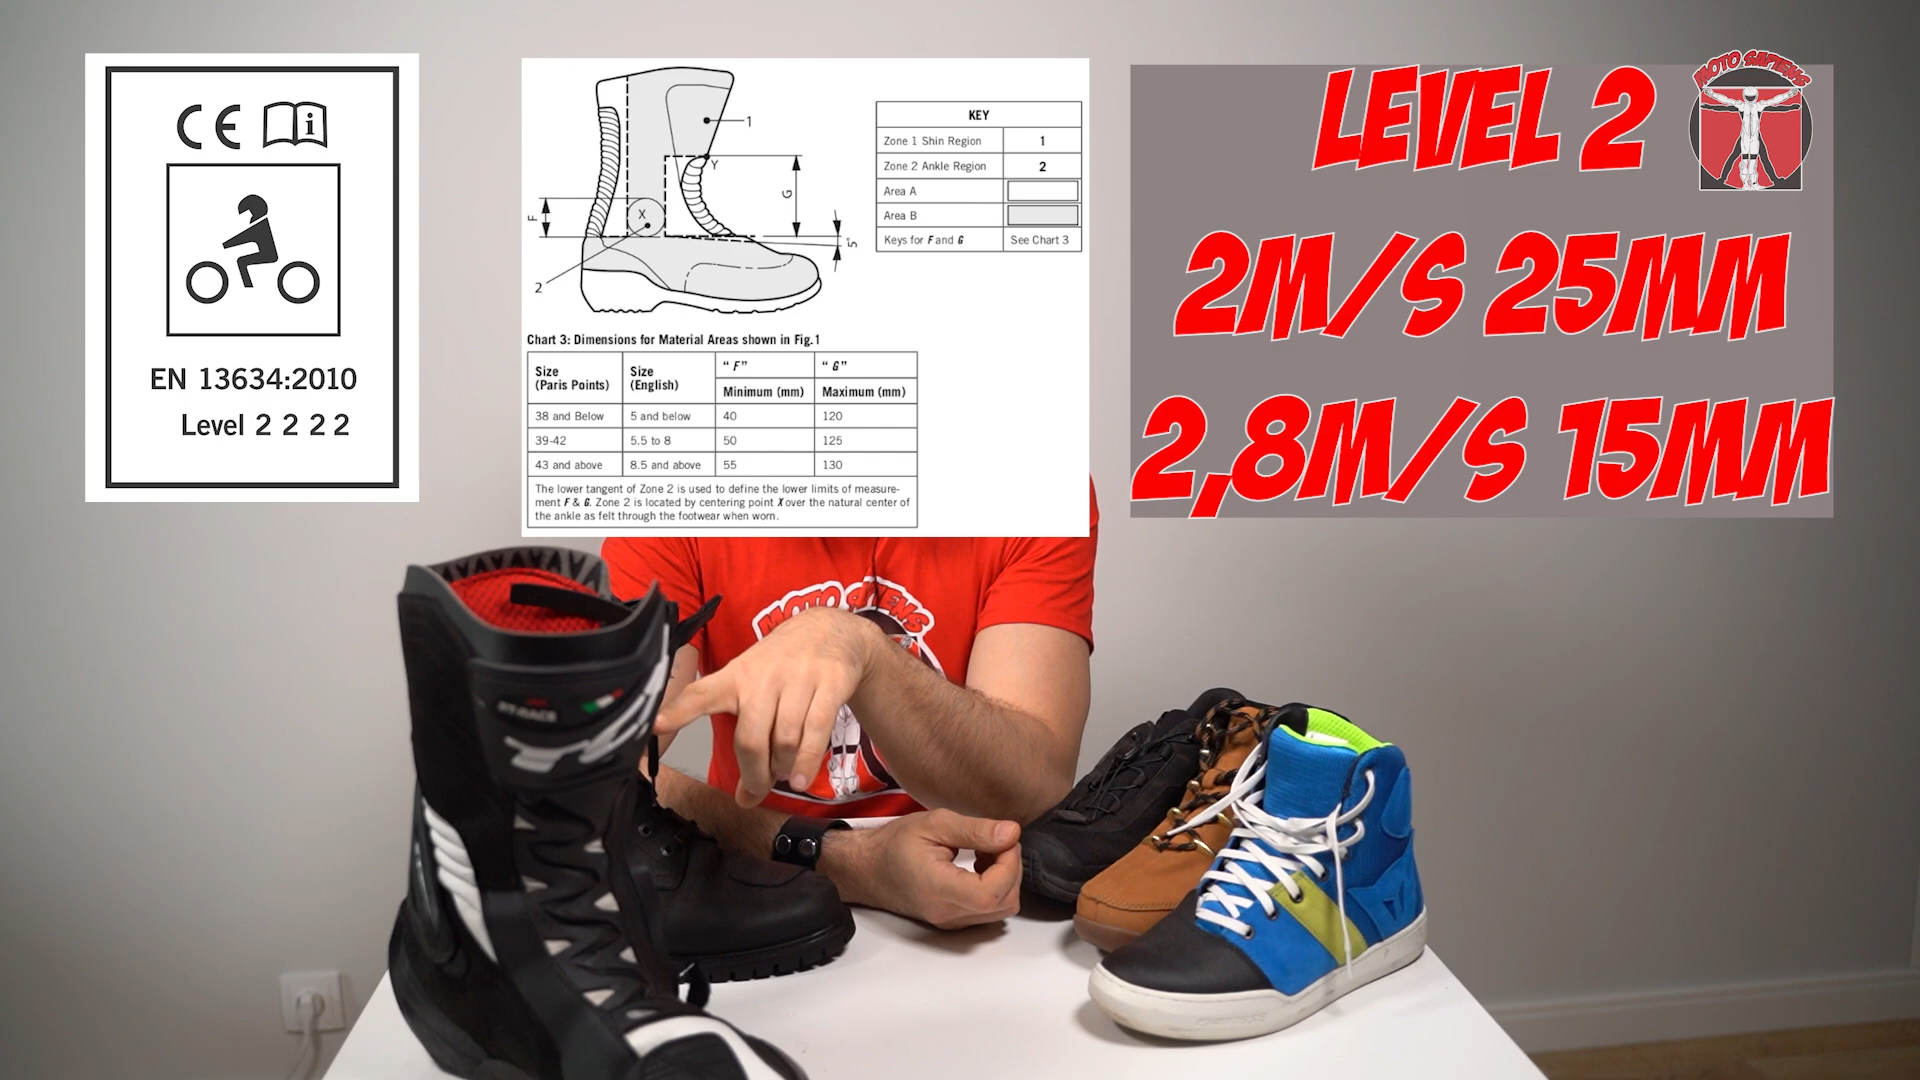 CE i
EN 13634:2010
Level 2 2 2 2
1
Y
G
X
F
5°
2
KEY
Zone 1 Shin Region 1
Zone 2 Ankle Region 2
Area A
Area B
Keys for F and G See Chart 3
Chart 3: Dimensions for Material Areas shown in Fig.1
Size (Paris Points) Size (English) “ F” “ G”
Minimum (mm) Maximum (mm)
38 and Below 5 and below 40 120
39-42 5.5 to 8 50 125
43 and above 8.5 and above 55 130
The lower tangent of Zone 2 is used to define the lower limits of measure-
ment F & G. Zone 2 is located by centering point X over the natural center of
the ankle as felt through the footwear when worn.
LEVEL 2
2M/S 25MM
2,8M/S 15MM
MOTO SAPIENS
MOTO SAPIENS
RT-RACE
TCX